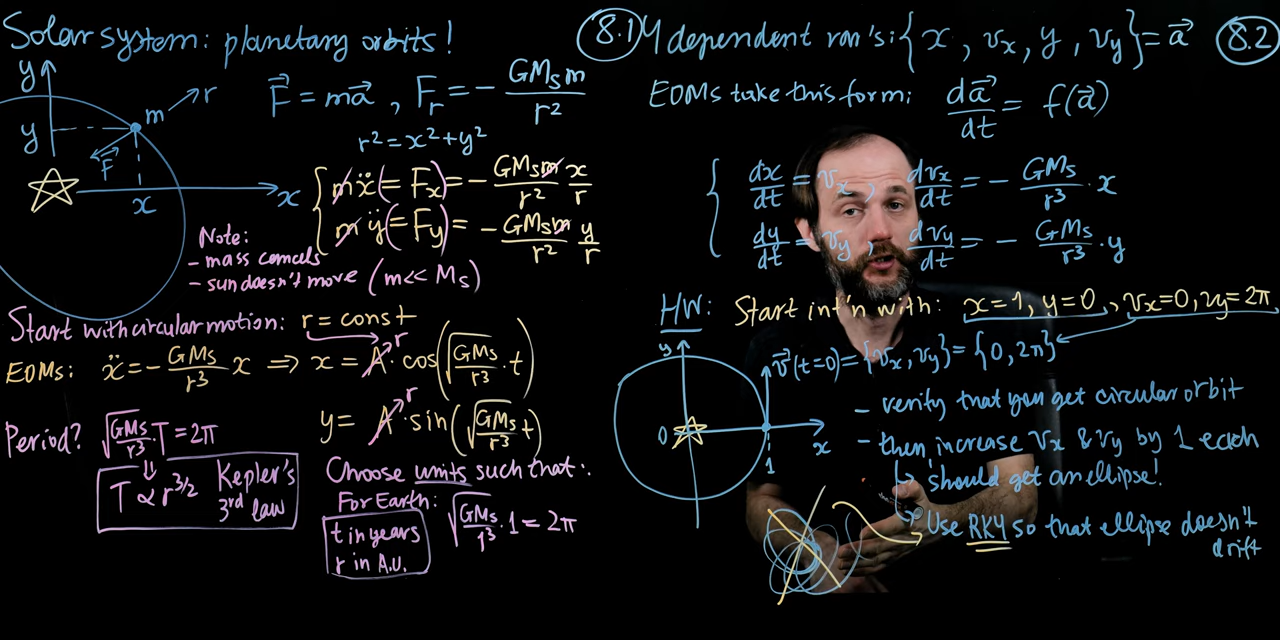 Solar system: planetary orbits!
8.1
y
m
r
y
F⃗
x
x
F⃗ = ma⃗ , F_r = - GM_S m / r²
r² = x² + y²
{ mẍ (= F_x) = - GM_S m / r² x / r
{ mÿ (= F_y) = - GM_S m / r² y / r
Note:
- mass cancels
- sun doesn't move (m << M_S)
Start with circular motion: r = const
EOMs: ẍ = - GM_S / r³ x ⇒ x = A r · cos(√(GM_S / r³) · t)
y = A r · sin(√(GM_S / r³) t)
Period? √(GM_S / r³) · T = 2π
⇓
T ∝ r^3/2 Kepler's 3rd law
Choose units such that:
For Earth: √(GM_S / 1³) · 1 = 2π
t in years
r in A.U.
4 dependent var's: { x , v_x , y , v_y } = a⃗
8.2
EOMs take this form: da⃗ / dt = f(a⃗)
{ dx/dt = v_x , dv_x/dt = - GM_S / r³ · x
{ dy/dt = v_y , dv_y/dt = - GM_S / r³ · y
HW: Start int'n with: x = 1, y = 0 , v_x = 0, v_y = 2π
y
v⃗(t=0) = {v_x, v_y} = {0, 2π}
0
1
x
- verify that you get circular orbit
- then increase v_x & v_y by 1 each
↳ should get an ellipse!
↳ Use RK4 so that ellipse doesn't
drift